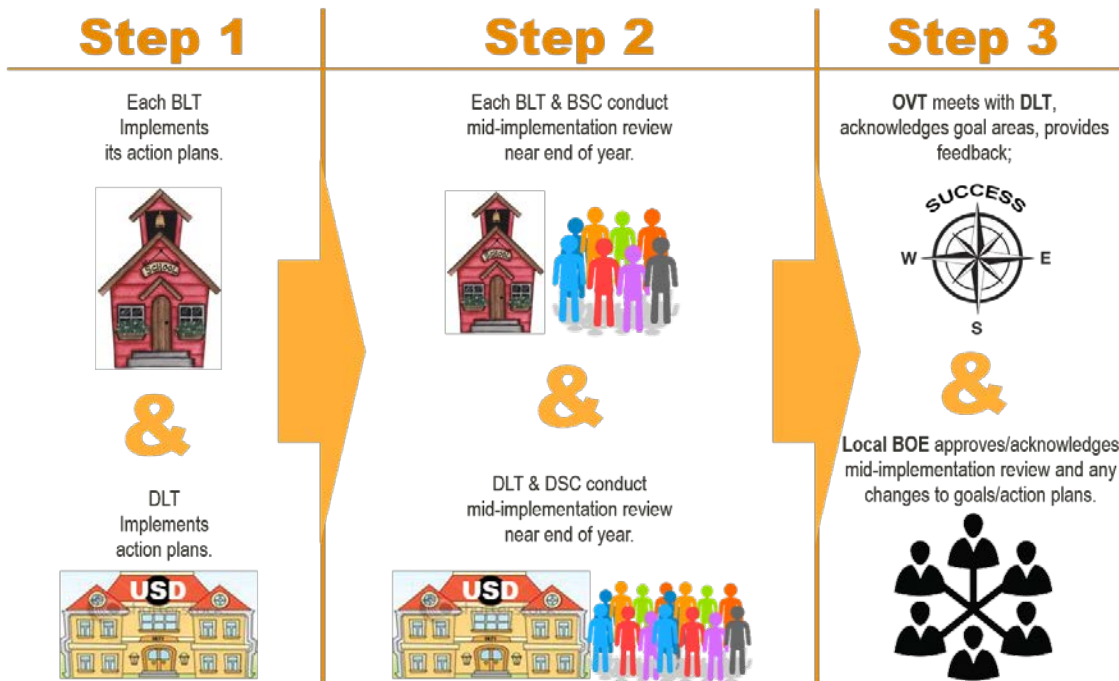 Step 1
Each BLT
Implements
its action plans.
School
&
DLT
Implements
action plans.
USD
Step 2
Each BLT & BSC conduct
mid-implementation review
near end of year.
School
&
DLT & DSC conduct
mid-implementation review
near end of year.
USD
Step 3
OVT meets with DLT,
acknowledges goal areas, provides
feedback;
SUCCESS
W E
S
&
Local BOE approves/acknowledges
mid-implementation review and any
changes to goals/action plans.